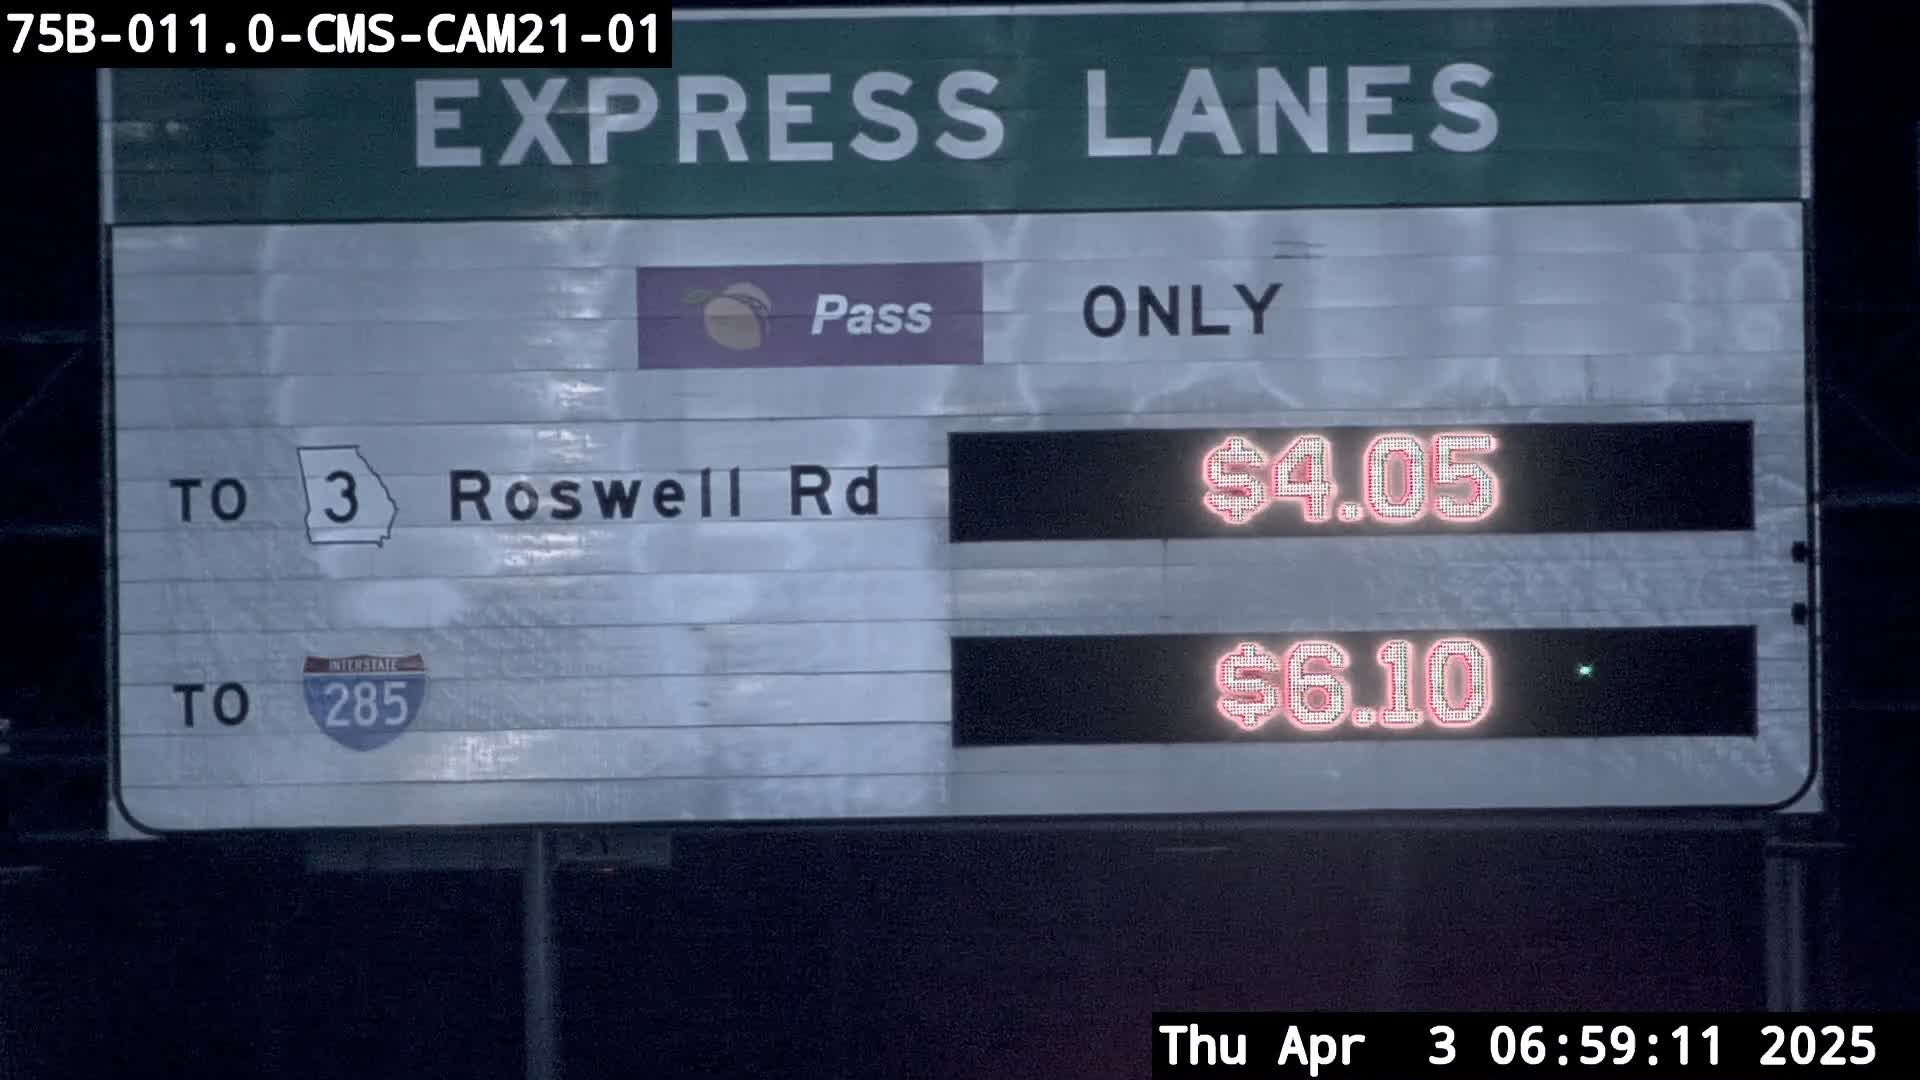 75B-011.0-CMS-CAM21-01
EXPRESS LANES
Pass ONLY
TO 3 Roswell Rd $4.05
TO INTERSTATE 285 $6.10
Thu Apr 3 06:59:11 2025